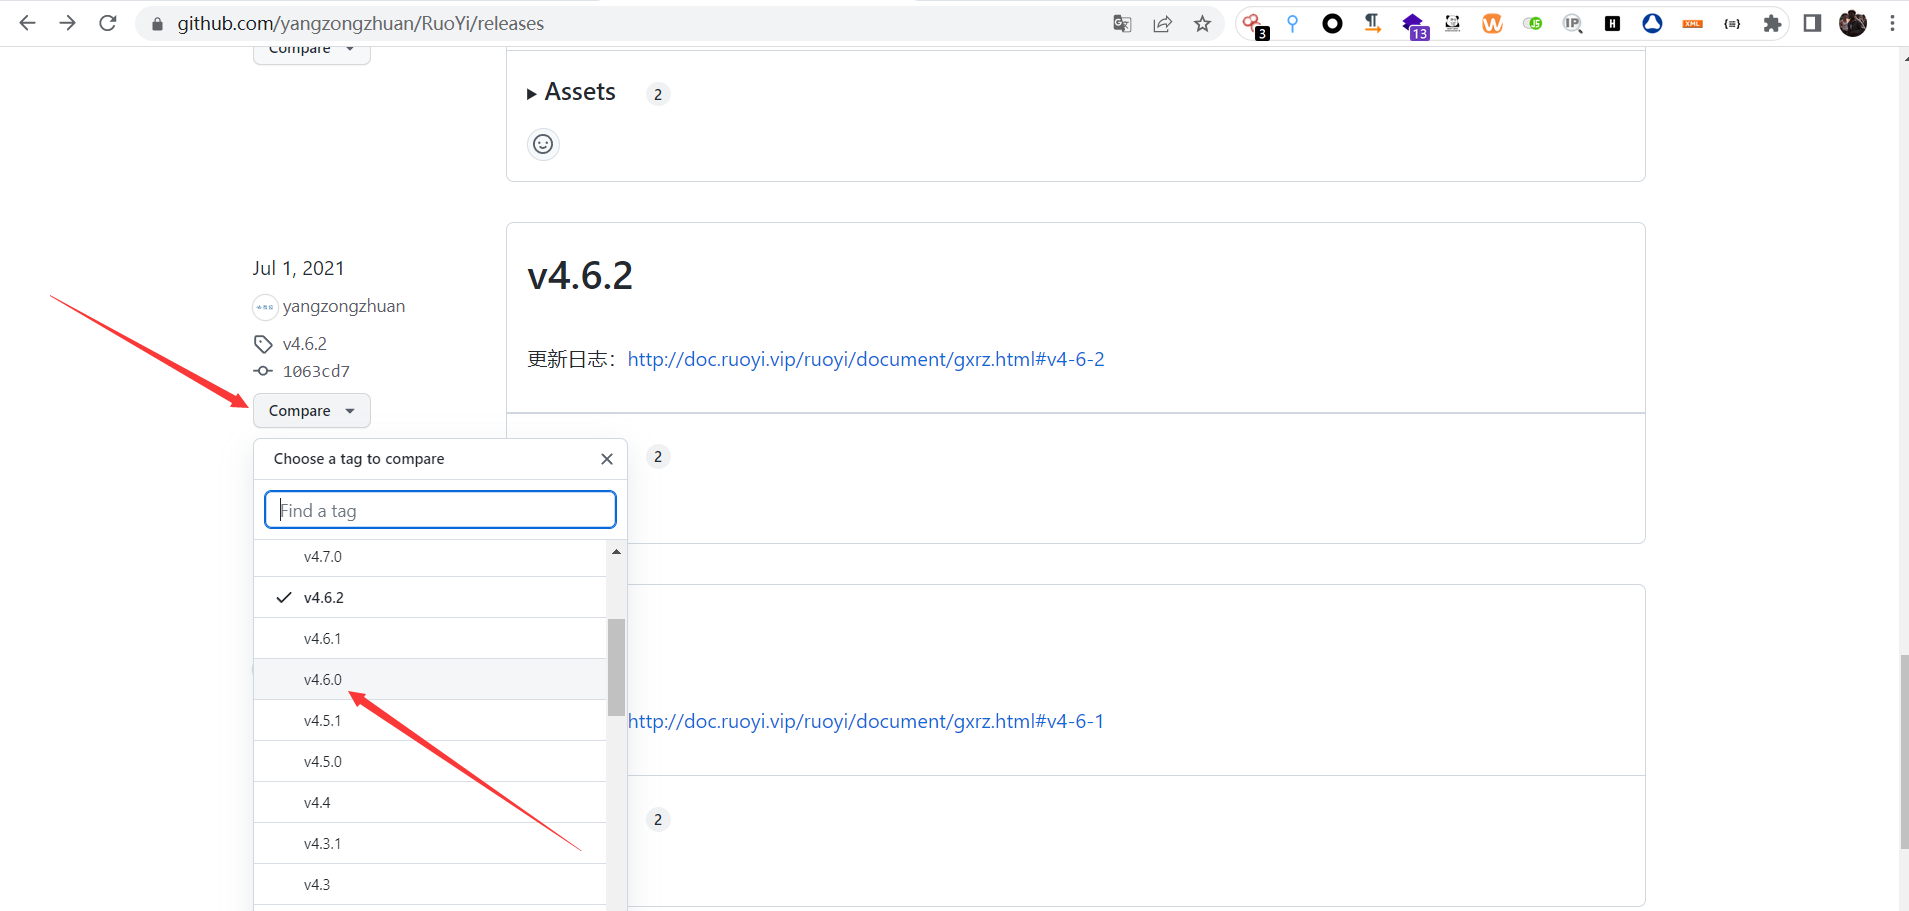 github.com/yangzongzhuan/RuoYi/releases
3
13
JS
IP
H
XML
Compare
Assets 2
Jul 1, 2021
yangzongzhuan
v4.6.2
1063cd7
Compare
v4.6.2
更新日志：http://doc.ruoyi.vip/ruoyi/document/gxrz.html#v4-6-2
Choose a tag to compare
Find a tag
v4.7.0
v4.6.2
v4.6.1
v4.6.0
v4.5.1
v4.5.0
v4.4
v4.3.1
v4.3
2
http://doc.ruoyi.vip/ruoyi/document/gxrz.html#v4-6-1
2